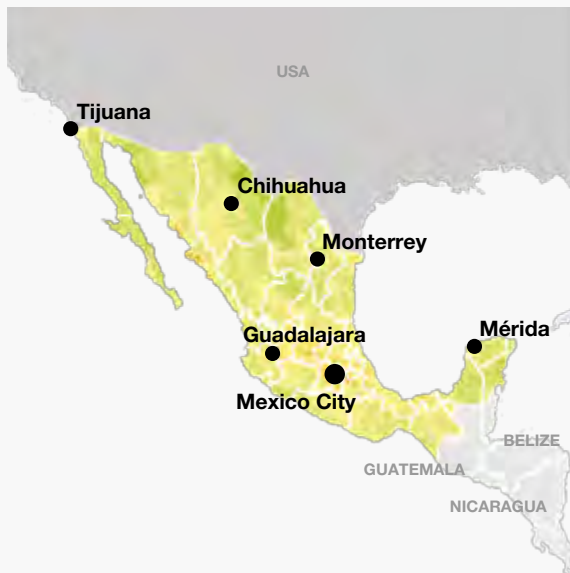 USA
Tijuana
Chihuahua
Monterrey
Guadalajara
Mérida
Mexico City
BELIZE
GUATEMALA
NICARAGUA